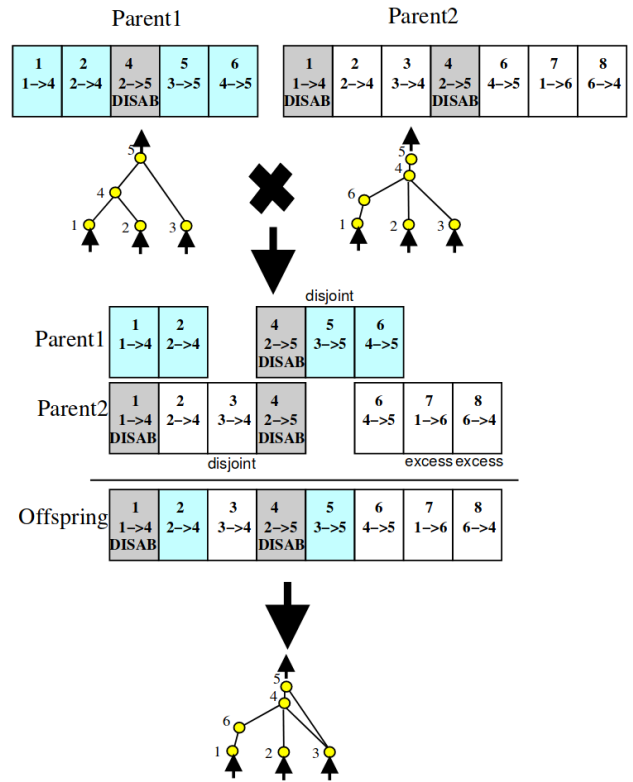 Parent1 Parent2
1 2 4 5 6
1->4 2->4 2->5 3->5 4->5
DISAB
1 2 3 4 6 7 8
1->4 2->4 3->4 2->5 4->5 1->6 6->4
DISAB DISAB
5
4
1 2 3
5
4
6
1 2 3
disjoint
Parent1
1 2 4 5 6
1->4 2->4 2->5 3->5 4->5
DISAB
Parent2
1 2 3 4 6 7 8
1->4 2->4 3->4 2->5 4->5 1->6 6->4
DISAB DISAB
disjoint excess excess
Offspring
1 2 3 4 5 6 7 8
1->4 2->4 3->4 2->5 3->5 4->5 1->6 6->4
DISAB DISAB
5
4
6
1 2 3